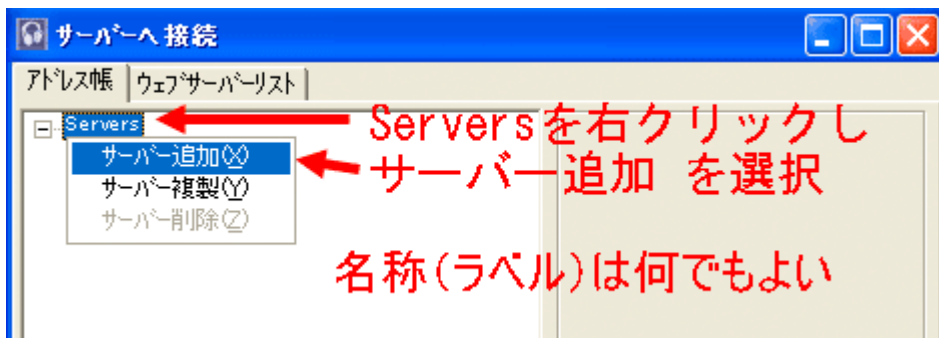 サーバーへ接続
アドレス帳 ウェブサーバーリスト
Servers
Serversを右クリックし
サーバー追加(X)
サーバー追加 を選択
サーバー複製(Y)
サーバー削除(Z)
名称(ラベル)は何でもよい